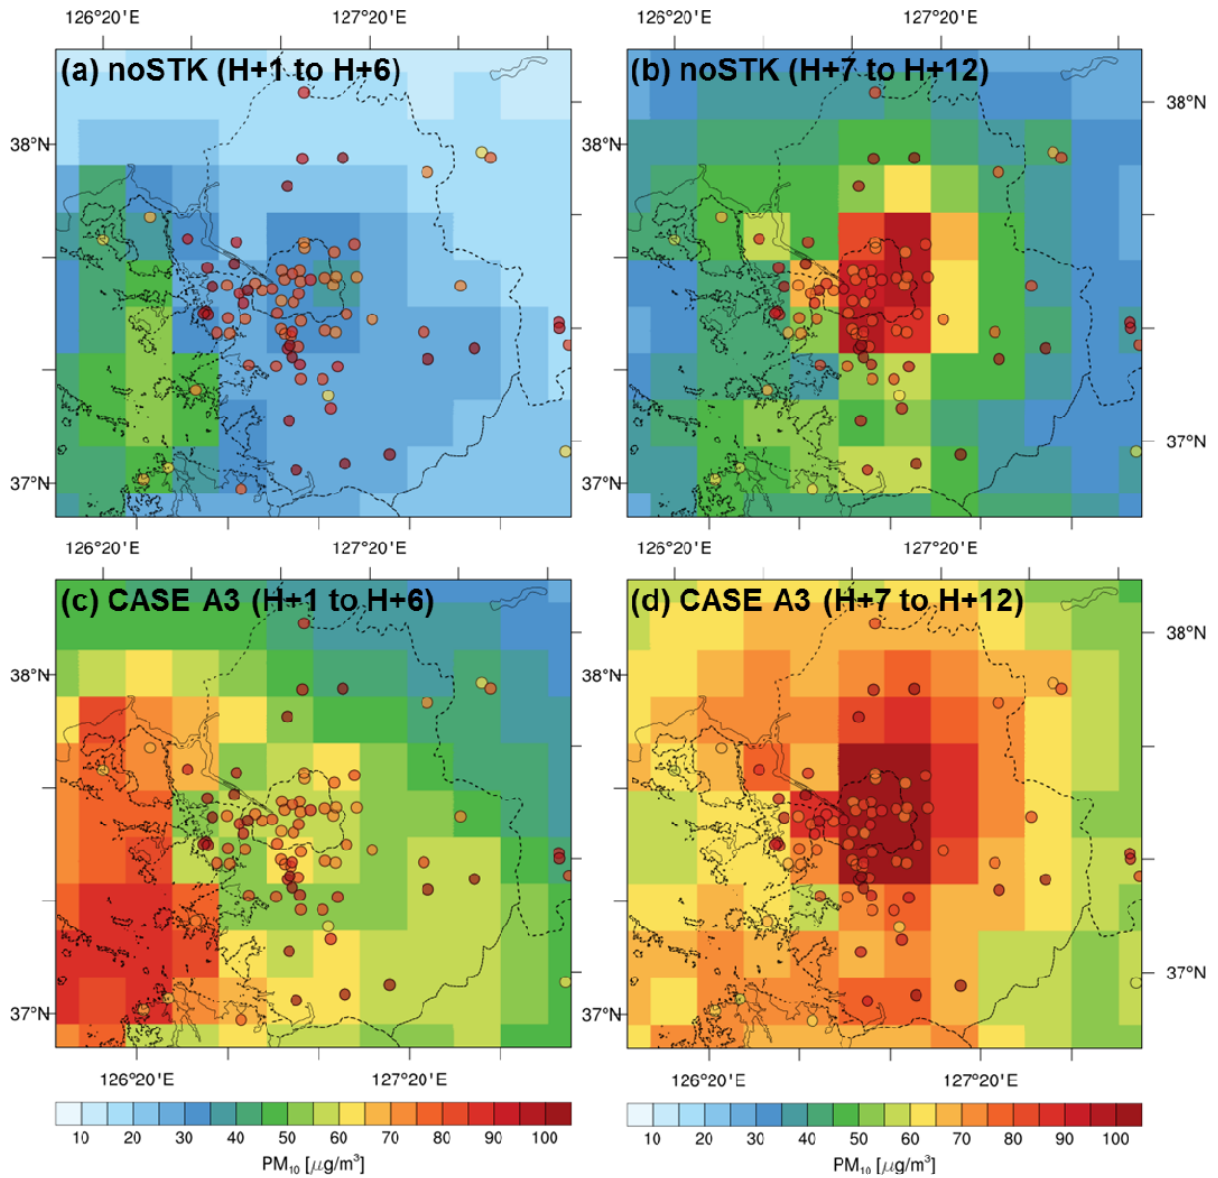 126°20′E 127°20′E 126°20′E 127°20′E
(a) noSTK (H+1 to H+6) (b) noSTK (H+7 to H+12)
38°N 38°N
37°N 37°N
126°20′E 127°20′E 126°20′E 127°20′E
(c) CASE A3 (H+1 to H+6) (d) CASE A3 (H+7 to H+12)
38°N 38°N
37°N 37°N
126°20′E 127°20′E 126°20′E 127°20′E
10 20 30 40 50 60 70 80 90 100 10 20 30 40 50 60 70 80 90 100
PM₁₀ [μg/m³] PM₁₀ [μg/m³]